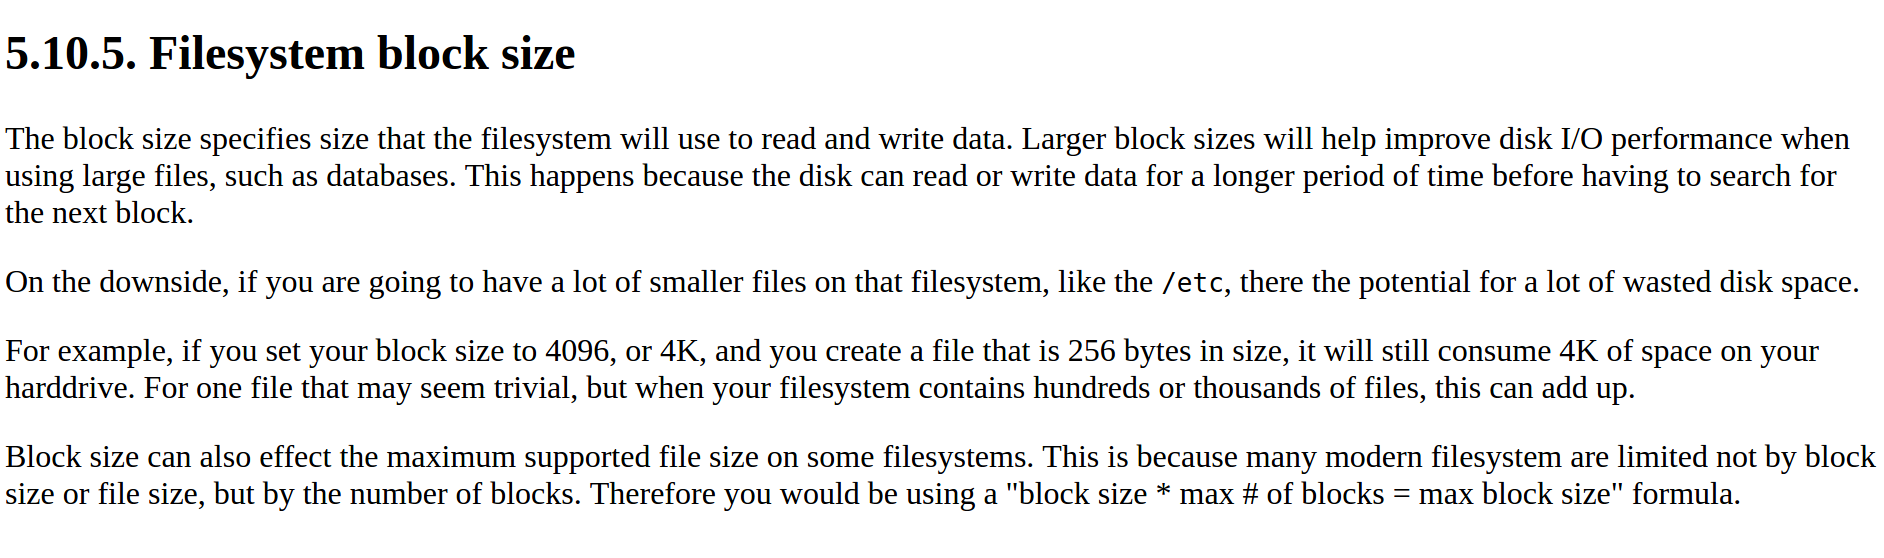 5.10.5. Filesystem block size
The block size specifies size that the filesystem will use to read and write data. Larger block sizes will help improve disk I/O performance when
using large files, such as databases. This happens because the disk can read or write data for a longer period of time before having to search for
the next block.
On the downside, if you are going to have a lot of smaller files on that filesystem, like the /etc, there the potential for a lot of wasted disk space.
For example, if you set your block size to 4096, or 4K, and you create a file that is 256 bytes in size, it will still consume 4K of space on your
harddrive. For one file that may seem trivial, but when your filesystem contains hundreds or thousands of files, this can add up.
Block size can also effect the maximum supported file size on some filesystems. This is because many modern filesystem are limited not by block
size or file size, but by the number of blocks. Therefore you would be using a "block size * max # of blocks = max block size" formula.